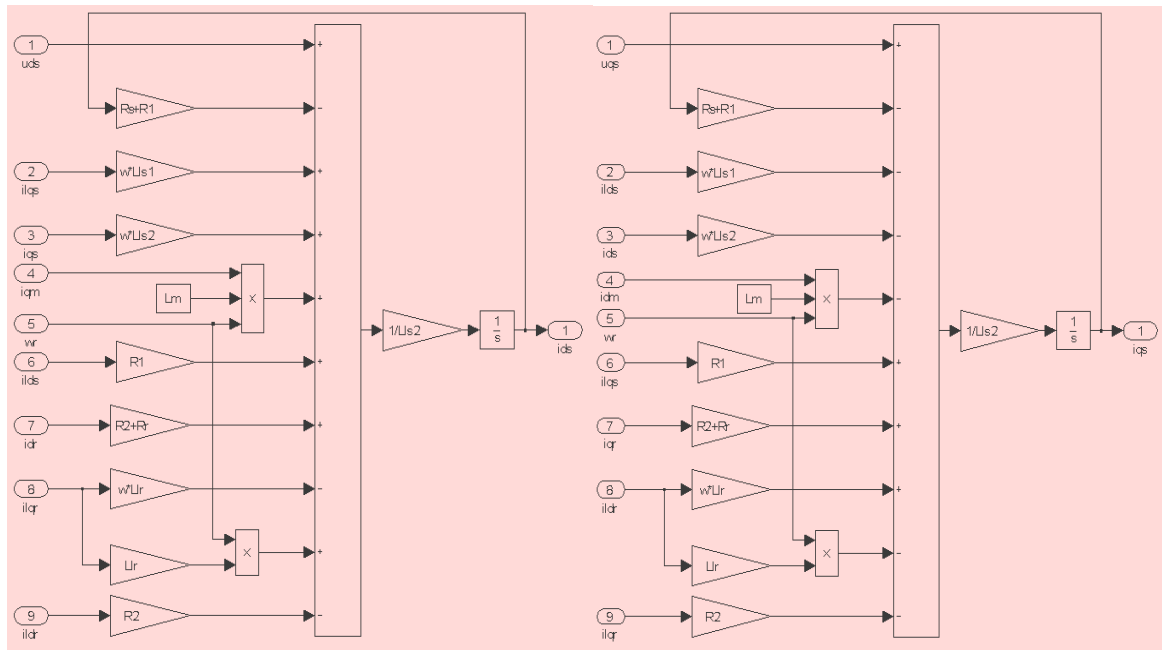 1
uds
+
Rs+R1
-
2
ilqs
w*Lls1
+
3
iqs
w*Lls2
+
4
iqm
Lm
X
+
5
wr
6
ilds
R1
+
7
idr
R2+Rr
+
8
ilqr
w*Llr
-
Llr
X
+
9
ildr
R2
-
1/Lls2
1
s
1
ids
1
uqs
+
Rs+R1
-
2
ilds
w*Lls1
-
3
ids
w*Lls2
-
4
idm
Lm
X
-
5
wr
6
ilqs
R1
+
7
iqr
R2+Rr
+
8
ildr
w*Llr
+
Llr
X
-
9
ilqr
R2
-
1/Lls2
1
s
1
iqs